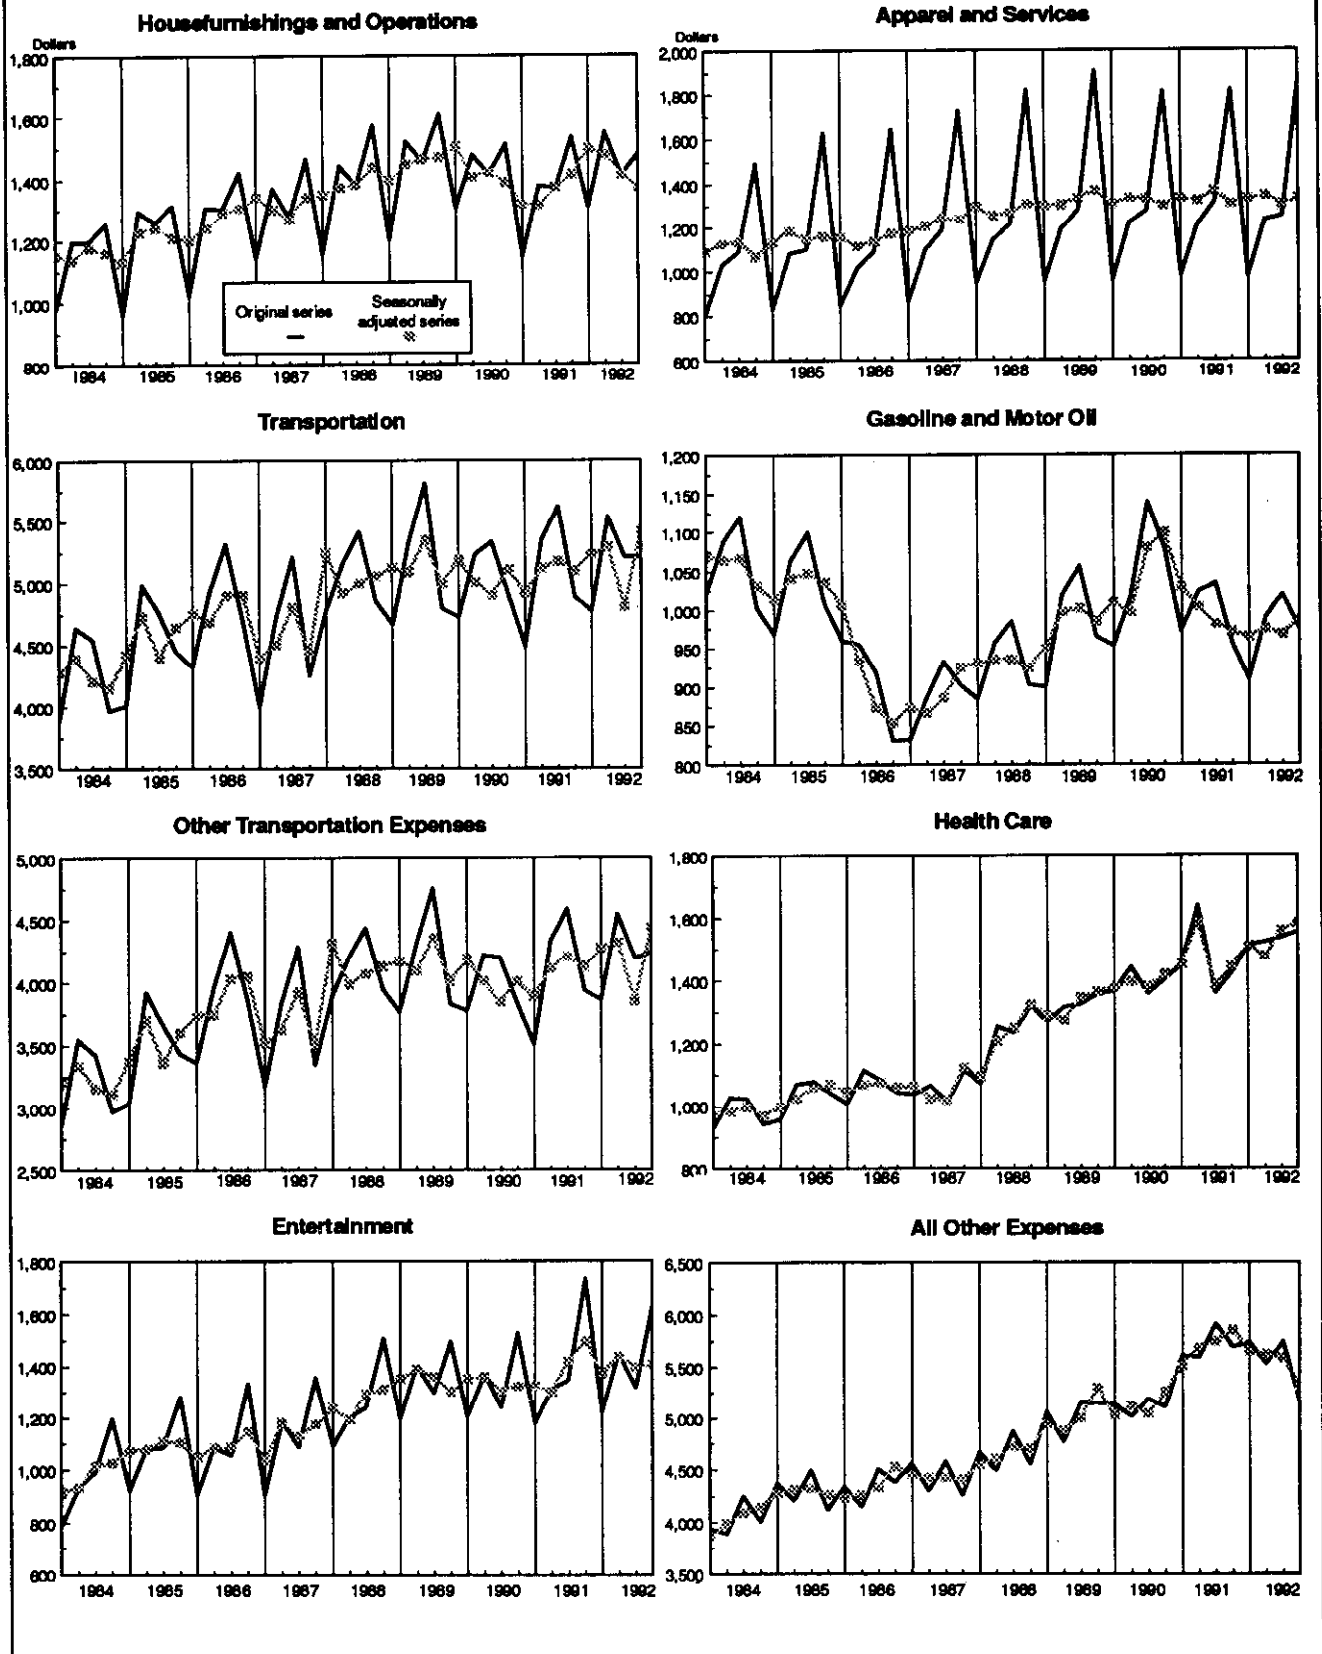 Housefurnishings and Operations
Dollars
1,800
1,600
1,400
1,200
1,000
800
Original series
Seasonally
adjusted series
1984 1985 1986 1987 1988 1989 1990 1991 1992
Apparel and Services
Dollars
2,000
1,800
1,600
1,400
1,200
1,000
800
600
1984 1985 1986 1987 1988 1989 1990 1991 1992
Transportation
6,000
5,500
5,000
4,500
4,000
3,500
1984 1985 1986 1987 1988 1989 1990 1991 1992
Gasoline and Motor Oil
1,200
1,150
1,100
1,050
1,000
950
900
850
800
1984 1985 1986 1987 1988 1989 1990 1991 1992
Other Transportation Expenses
5,000
4,500
4,000
3,500
3,000
2,500
1984 1985 1986 1987 1988 1989 1990 1991 1992
Health Care
1,800
1,600
1,400
1,200
1,000
800
1984 1985 1986 1987 1988 1989 1990 1991 1992
Entertainment
1,800
1,600
1,400
1,200
1,000
800
600
1984 1985 1986 1987 1988 1989 1990 1991 1992
All Other Expenses
6,500
6,000
5,500
5,000
4,500
4,000
3,500
1984 1985 1986 1987 1988 1989 1990 1991 1992